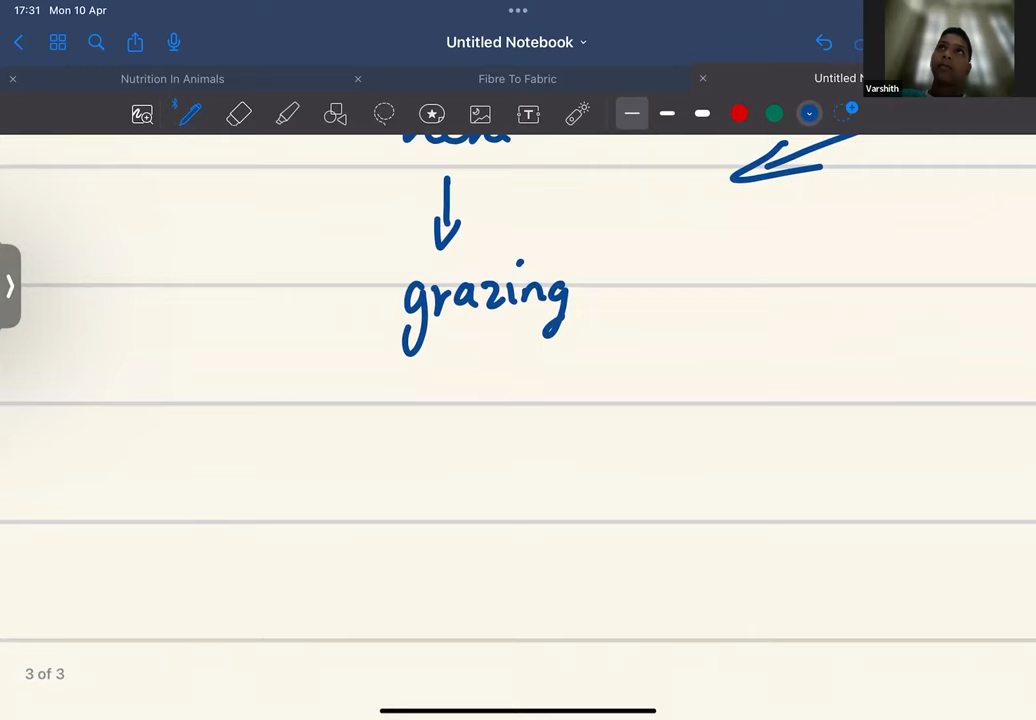 17:31 Mon 10 Apr
Untitled Notebook
Nutrition In Animals
Fibre To Fabric
Untitled N
Varshith
grazing
3 of 3